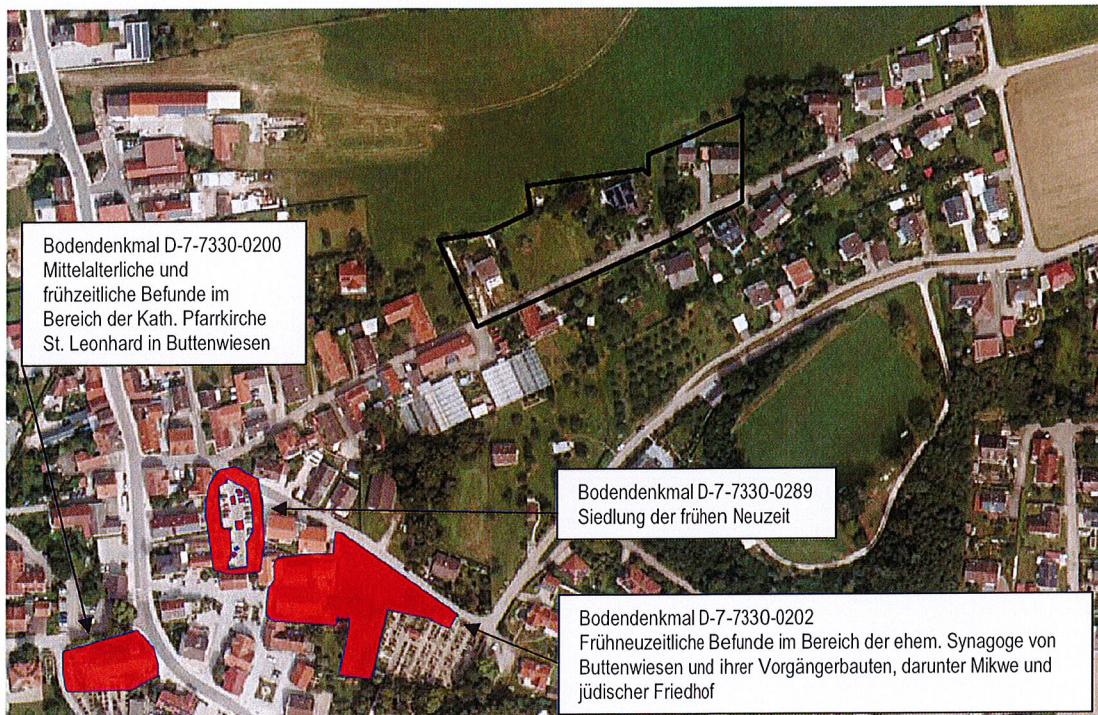 Bodendenkmal D-7-7330-0200
Mittelalterliche und
frühzeitliche Befunde im
Bereich der Kath. Pfarrkirche
St. Leonhard in Buttenwiesen
Bodendenkmal D-7-7330-0289
Siedlung der frühen Neuzeit
Bodendenkmal D-7-7330-0202
Frühneuzeitliche Befunde im Bereich der ehem. Synagoge von
Buttenwiesen und ihrer Vorgängerbauten, darunter Mikwe und
jüdischer Friedhof